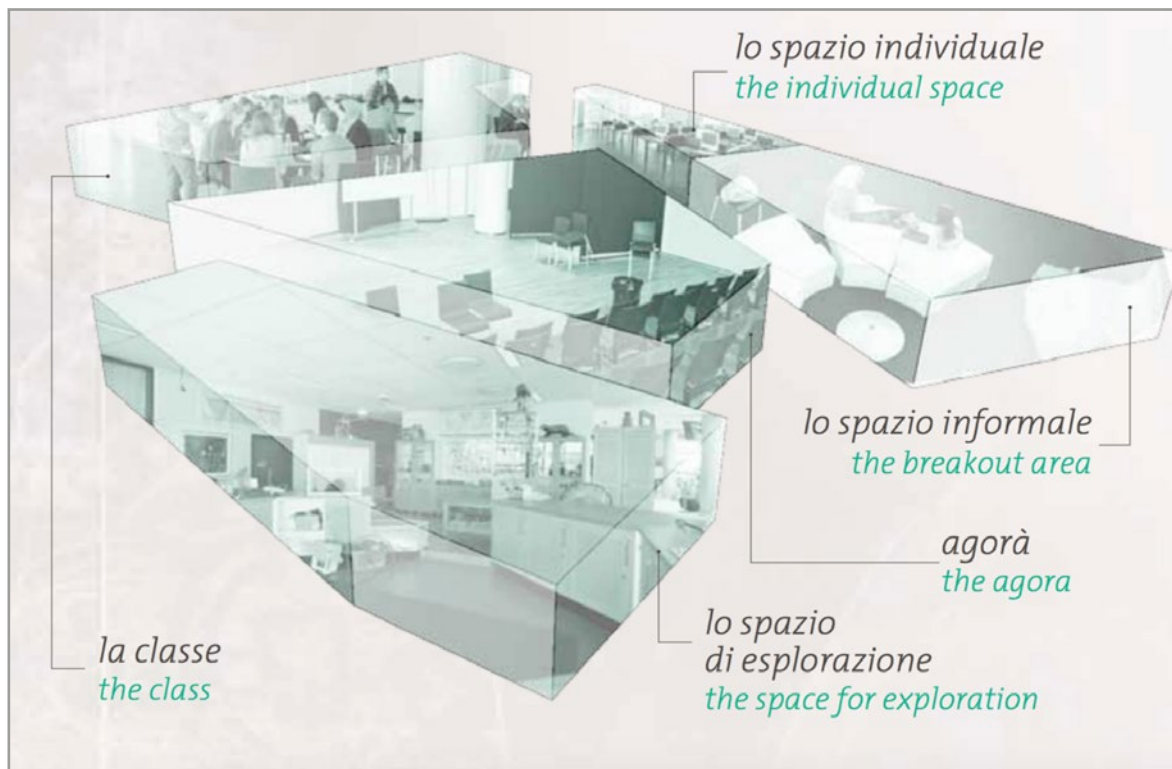 lo spazio individuale
the individual space
lo spazio informale
the breakout area
agorà
the agora
lo spazio
di esplorazione
the space for exploration
la classe
the class